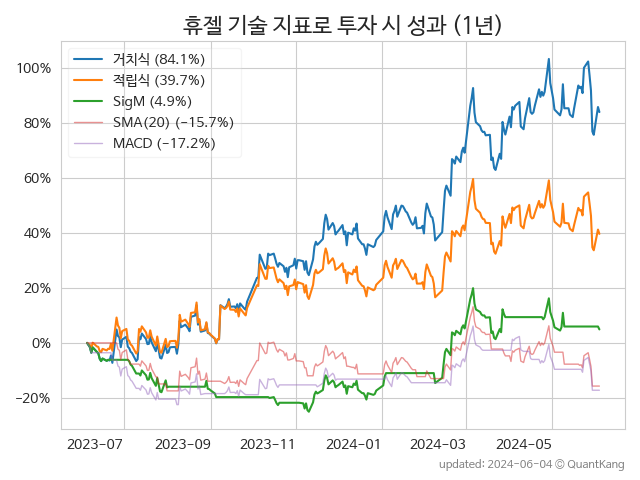 휴젤 기술 지표로 투자 시 성과 (1년)
거치식 (84.1%)
적립식 (39.7%)
SigM (4.9%)
SMA(20) (−15.7%)
MACD (−17.2%)
100%
80%
60%
40%
20%
0%
−20%
2023−07
2023−09
2023−11
2024−01
2024−03
2024−05
updated: 2024−06−04 © QuantKang